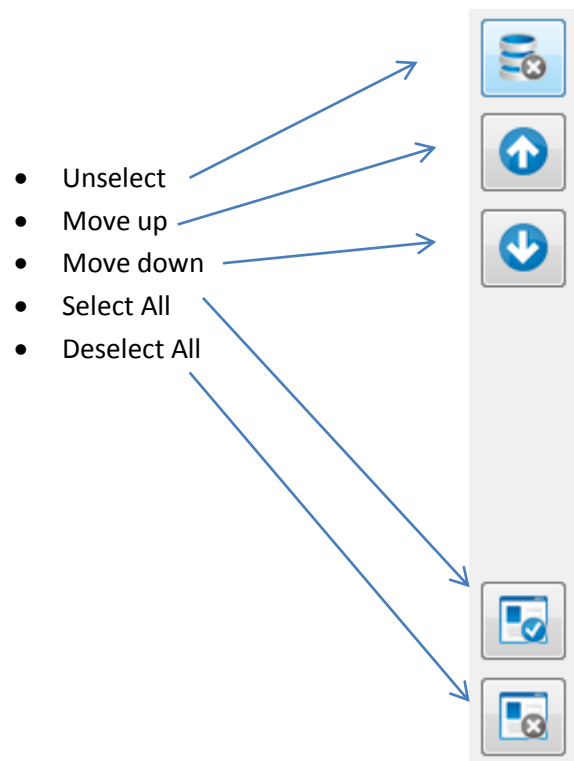 • Unselect
• Move up
• Move down
• Select All
• Deselect All